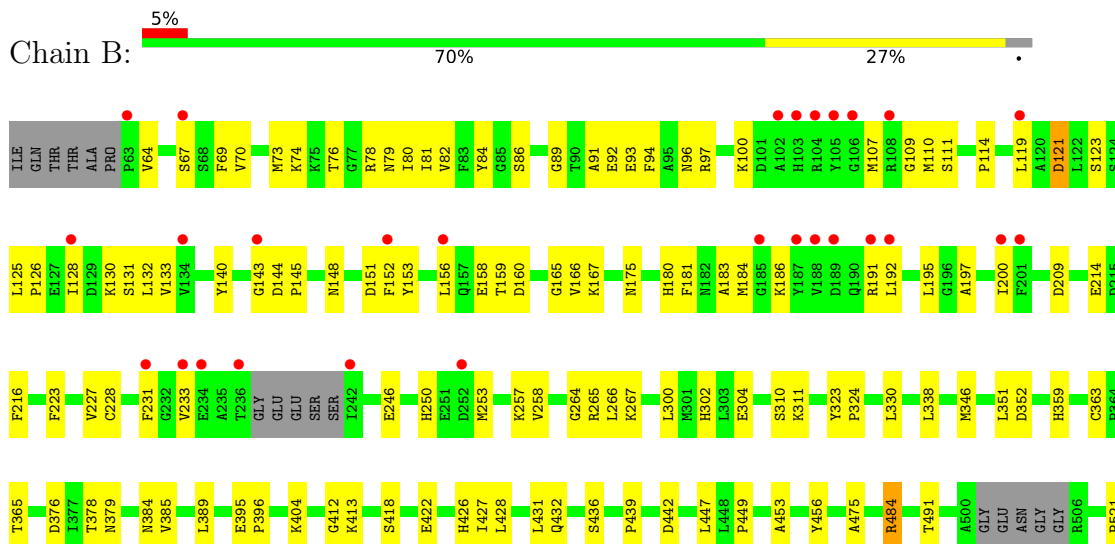 5%
Chain B:
70% 27% •
ILE GLN THR THR ALA PRO P63 V64 S67 S68 F69 V70 M73 K74 K75 T76 G77 R78 N79 I80 I81 V82 F83 Y84 G85 S86 G89 T90 A91 E92 E93 F94 A95 N96 R97 K100 D101 A102 H103 R104 Y105 G106 M107 R108 G109 M110 S111 P114 L119 A120 D121 L122 S123 S124
L125 P126 E127 I128 D129 K130 S131 L132 V133 V134 Y140 G143 D144 P145 N148 D151 F152 Y153 L156 Q157 E158 T159 D160 G165 V166 K167 N175 H180 F181 N182 A183 M184 G185 K186 Y187 V188 D189 Q190 R191 L192 L195 G196 A197 I200 F201 D209 E214 D215
F216 F223 V227 C228 F231 G232 V233 E234 A235 T236 GLY GLU GLU SER SER I242 E246 H250 E251 D252 M253 K257 V258 G264 R265 L266 K267 L300 M301 H302 L303 E304 S310 K311 Y323 P324 L330 L338 M346 L351 D352 H359 C363 P364
T365 D376 I377 T378 N379 N384 V385 L389 E395 P396 K404 G412 K413 S418 E422 H426 I427 L428 L431 Q432 S436 P439 D442 L447 L448 P449 A453 Y456 A475 R484 T491 A500 GLY GLU ASN GLY GLY R506